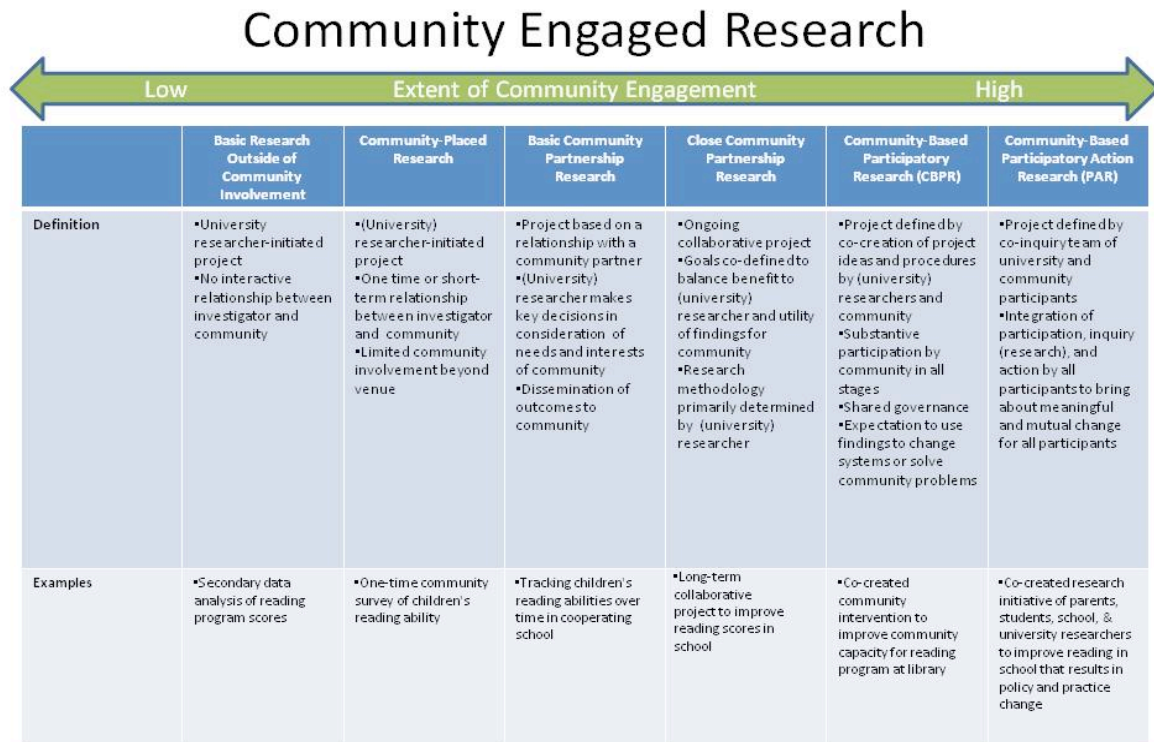 Community Engaged Research
Low Extent of Community Engagement High
Basic Research
Outside of
Community
Involvement
Community-Placed
Research
Basic Community
Partnership
Research
Close Community
Partnership
Research
Community-Based
Participatory
Research (CBPR)
Community-Based
Participatory Action
Research (PAR)
Definition
▪University
researcher-initiated
project
▪No interactive
relationship between
investigator and
community
▪(University)
researcher-initiated
project
▪One time or short-
term relationship
between investigator
and community
▪Limited community
involvement beyond
venue
▪Project based on a
relationship with a
community partner
▪(University)
researcher makes
key decisions in
consideration of
needs and interests
of community
▪Dissemination of
outcomes to
community
▪Ongoing
collaborative project
▪Goals co-defined to
balance benefit to
(university)
researcher and utility
of findings for
community
▪Research
methodology
primarily determined
by (university)
researcher
▪Project defined by
co-creation of project
ideas and procedures
by (university)
researchers and
community
▪Substantive
participation by
community in all
stages
▪Shared governance
▪Expectation to use
findings to change
systems or solve
community problems
▪Project defined by
co-inquiry team of
university and
community
participants
▪Integration of
participation, inquiry
(research), and
action by all
participants to bring
about meaningful
and mutual change
for all participants
Examples
▪Secondary data
analysis of reading
program scores
▪One-time community
survey of children's
reading ability
▪Tracking children's
reading abilities over
time in cooperating
school
▪Long-term
collaborative
project to improve
reading scores in
school
▪Co-created
community
intervention to
improve community
capacity for reading
program at library
▪Co-created research
initiative of parents,
students, school, &
university researchers
to improve reading in
school that results in
policy and practice
change